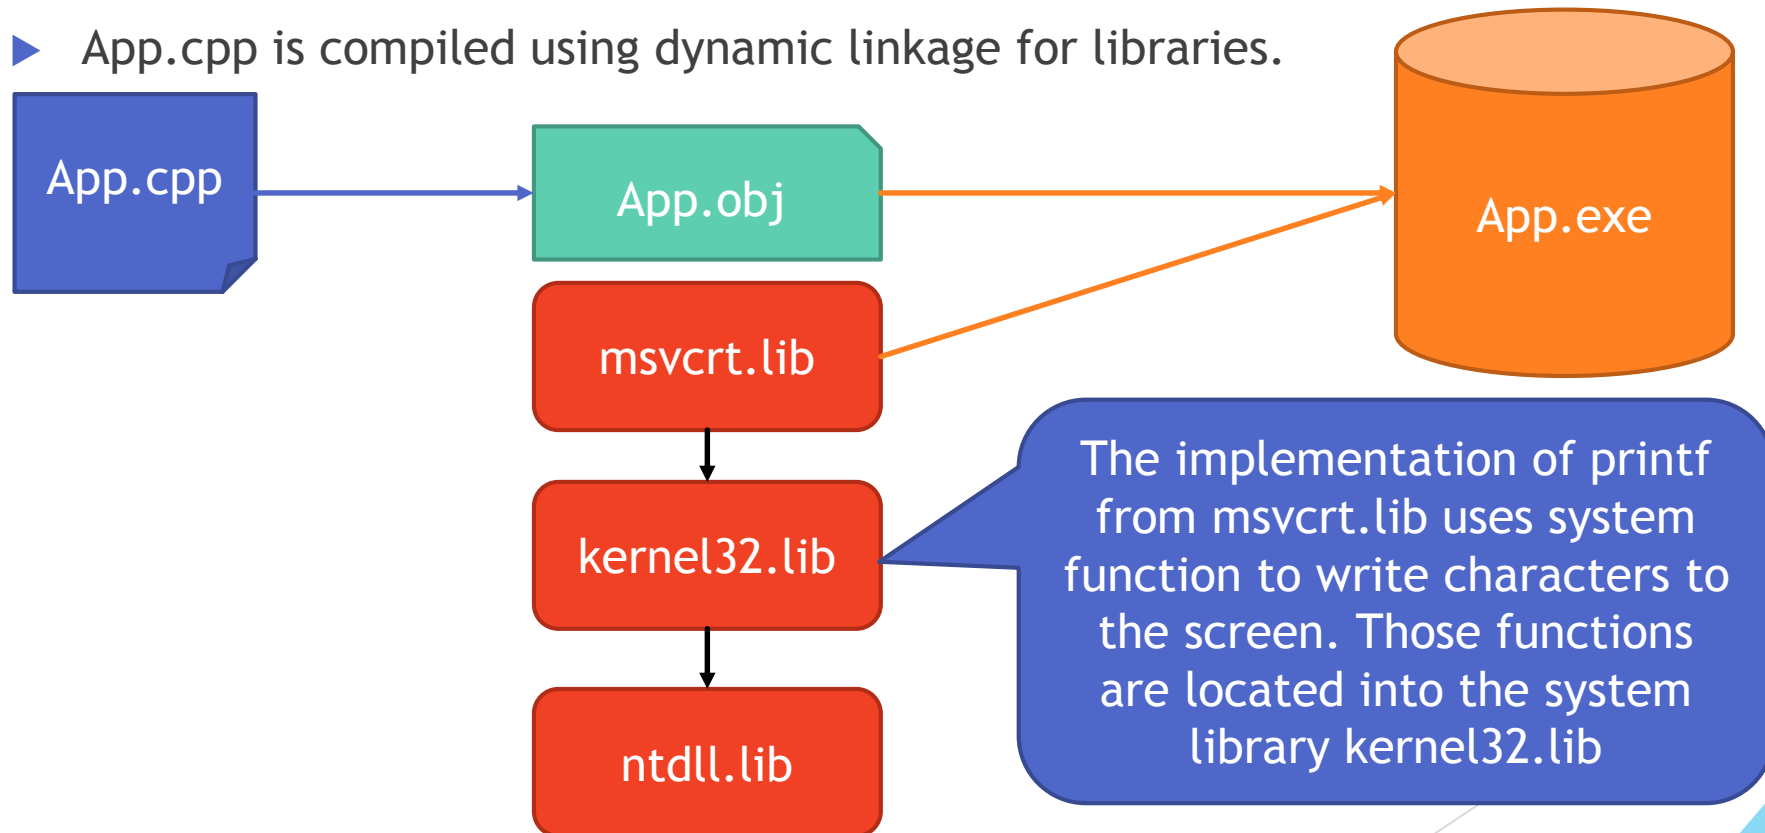 App.cpp is compiled using dynamic linkage for libraries.
App.cpp
App.obj
App.exe
msvcrt.lib
kernel32.lib
ntdll.lib
The implementation of printf
from msvcrt.lib uses system
function to write characters to
the screen. Those functions
are located into the system
library kernel32.lib